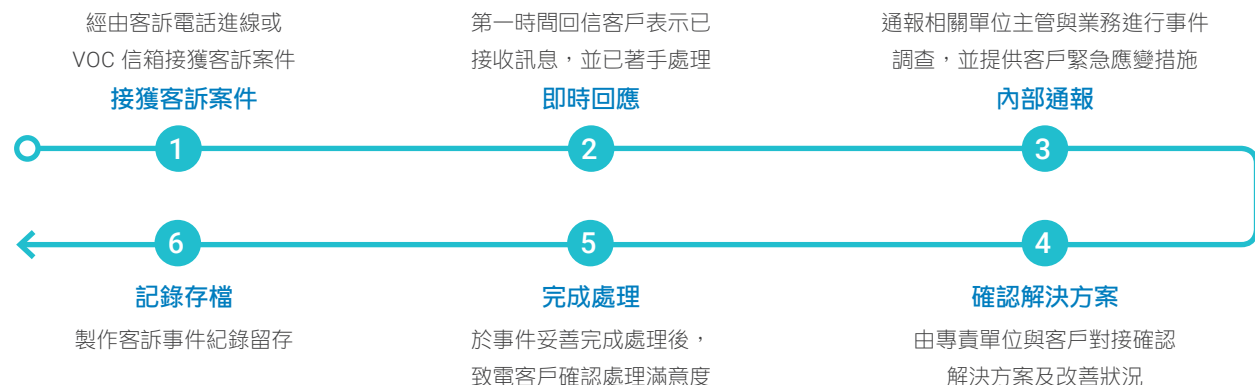 經由客訴電話進線或
VOC 信箱接獲客訴案件
接獲客訴案件
1
第一時間回信客戶表示已
接收訊息，並已著手處理
即時回應
2
通報相關單位主管與業務進行事件
調查，並提供客戶緊急應變措施
內部通報
3
4
確認解決方案
由專責單位與客戶對接確認
解決方案及改善狀況
5
完成處理
於事件妥善完成處理後，
致電客戶確認處理滿意度
6
記錄存檔
製作客訴事件紀錄留存